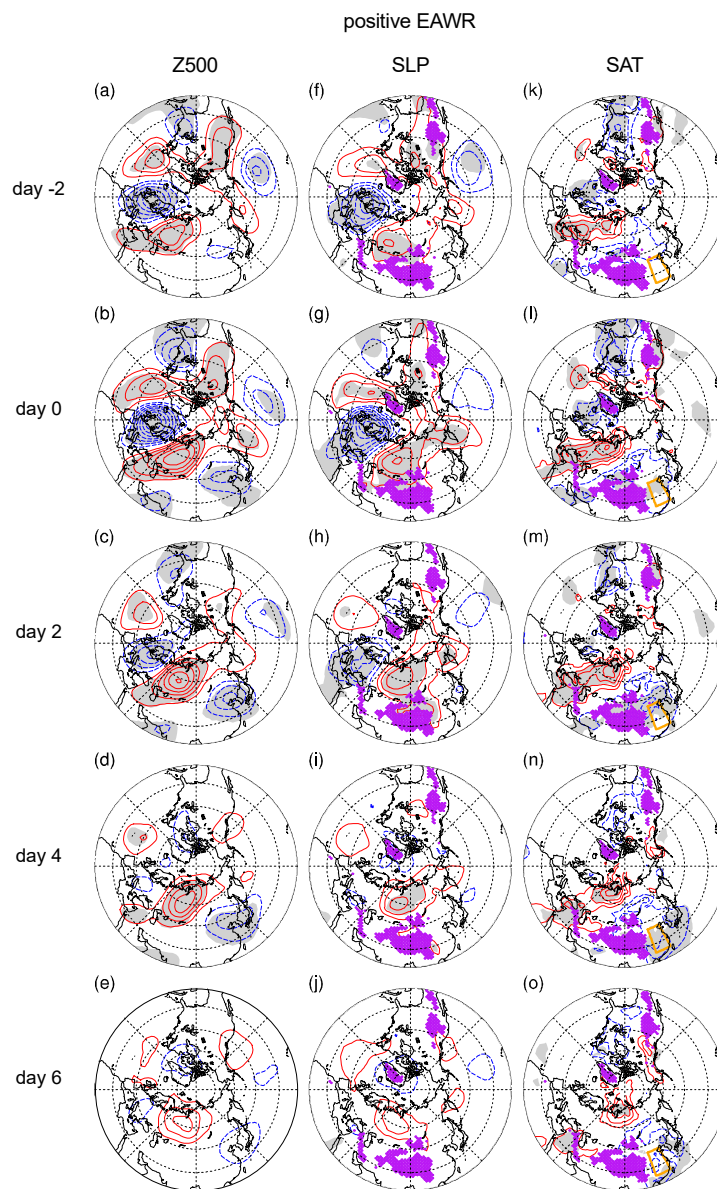 positive EAWR
Z500 SLP SAT
(a) (f) (k)
day -2
(b) (g) (l)
day 0
(c) (h) (m)
day 2
(d) (i) (n)
day 4
(e) (j) (o)
day 6